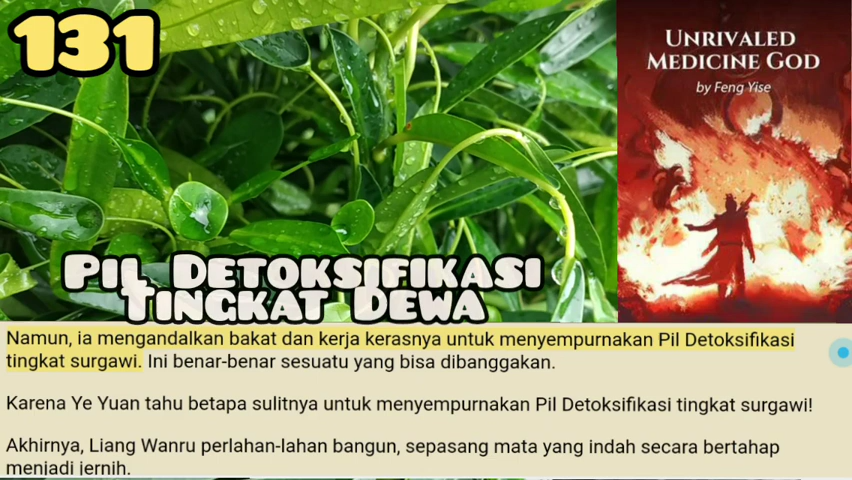 131
UNRIVALED
MEDICINE GOD
by Feng Yise
PIL DETOKSIFIKASI
TINGKAT DEWA
Namun, ia mengandalkan bakat dan kerja kerasnya untuk menyempurnakan Pil Detoksifikasi
tingkat surgawi. Ini benar-benar sesuatu yang bisa dibanggakan.
Karena Ye Yuan tahu betapa sulitnya untuk menyempurnakan Pil Detoksifikasi tingkat surgawi!
Akhirnya, Liang Wanru perlahan-lahan bangun, sepasang mata yang indah secara bertahap
menjadi jernih.